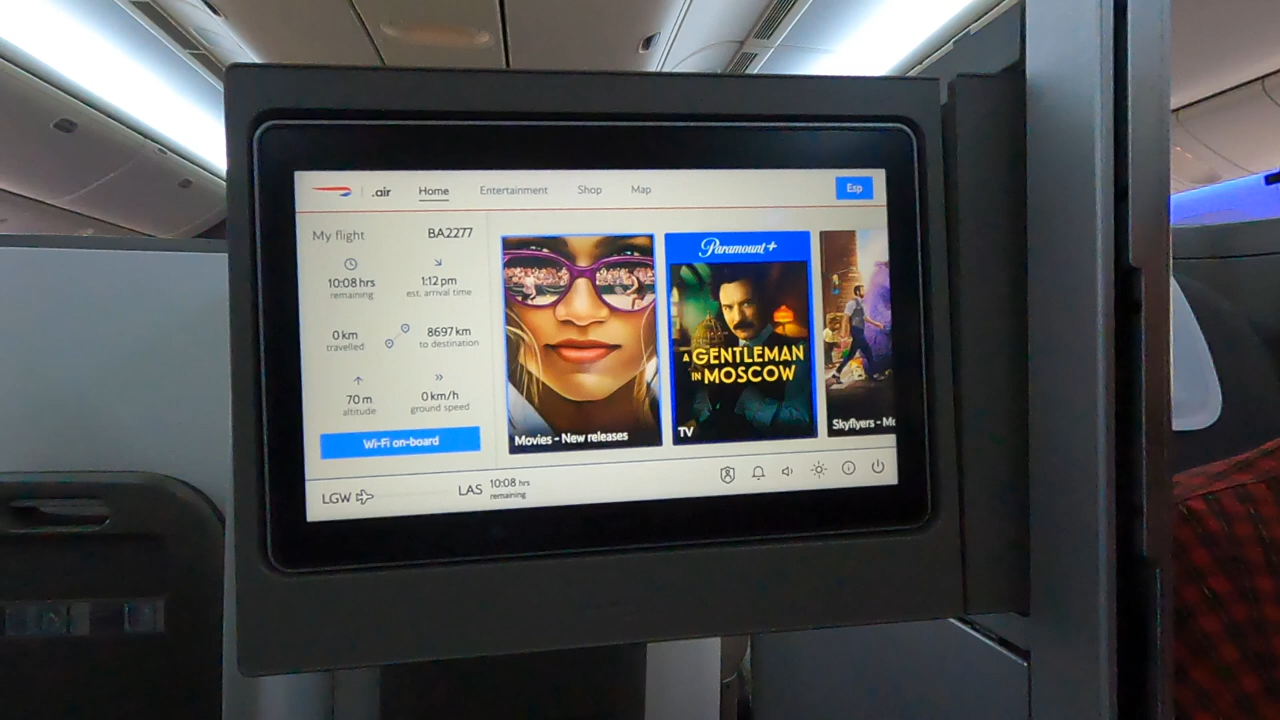 .air Home Entertainment Shop Map Esp
My flight BA2277
10:08 hrs
remaining
1:12 pm
est. arrival time
0 km
travelled
8697 km
to destination
70 m
altitude
0 km/h
ground speed
Wi-Fi on-board
Movies - New releases
Paramount+
A GENTLEMAN
IN MOSCOW
TV
Skyflyers - Mo
LGW LAS 10:08 hrs
remaining